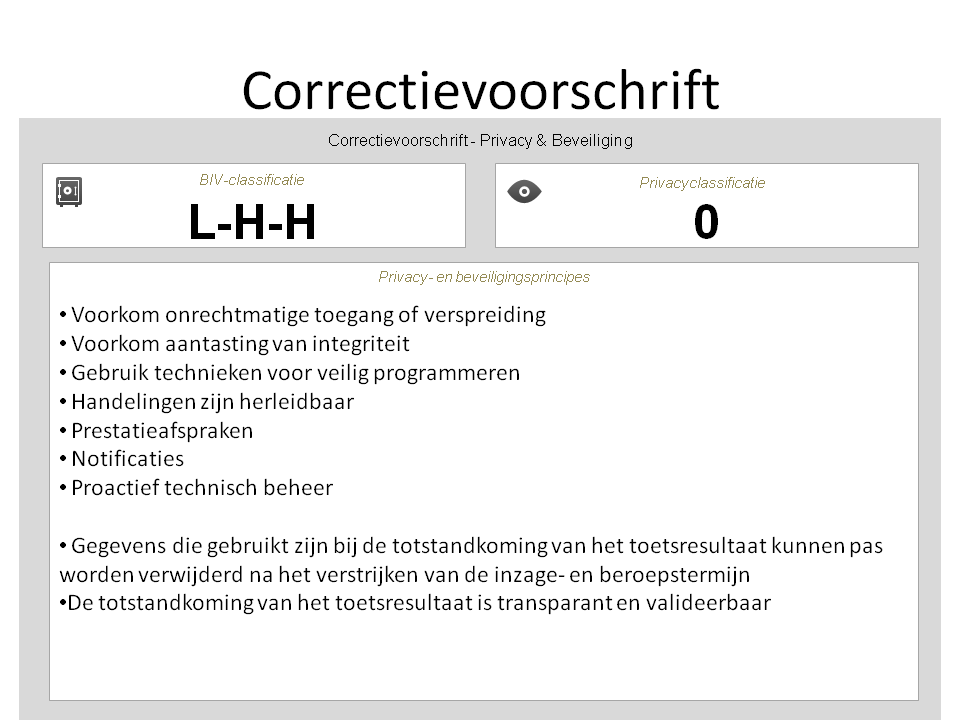 Correctievoorschrift
Correctievoorschrift - Privacy & Beveiliging
BIV-classificatie
L-H-H
Privacyclassificatie
0
Privacy- en beveiligingsprincipes
• Voorkom onrechtmatige toegang of verspreiding
• Voorkom aantasting van integriteit
• Gebruik technieken voor veilig programmeren
• Handelingen zijn herleidbaar
• Prestatieafspraken
• Notificaties
• Proactief technisch beheer
• Gegevens die gebruikt zijn bij de totstandkoming van het toetsresultaat kunnen pas
worden verwijderd na het verstrijken van de inzage- en beroepstermijn
•De totstandkoming van het toetsresultaat is transparant en valideerbaar